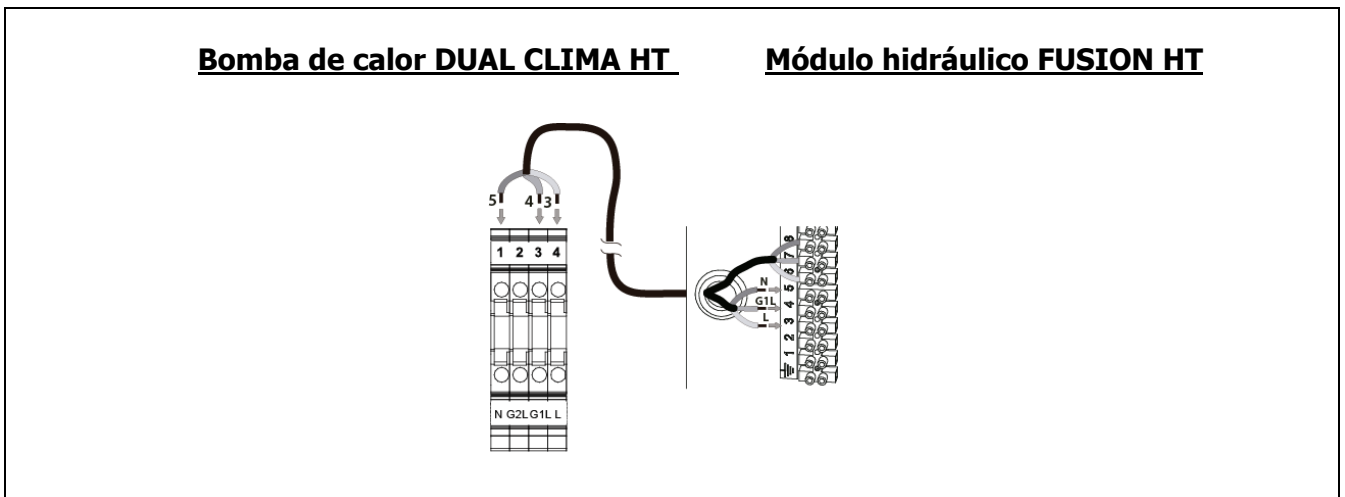 Bomba de calor DUAL CLIMA HT Módulo hidráulico FUSION HT
5 4 3
1 2 3 4
N G2L G1L L
N
G1L
L
8
7
6
5
4
3
2
1